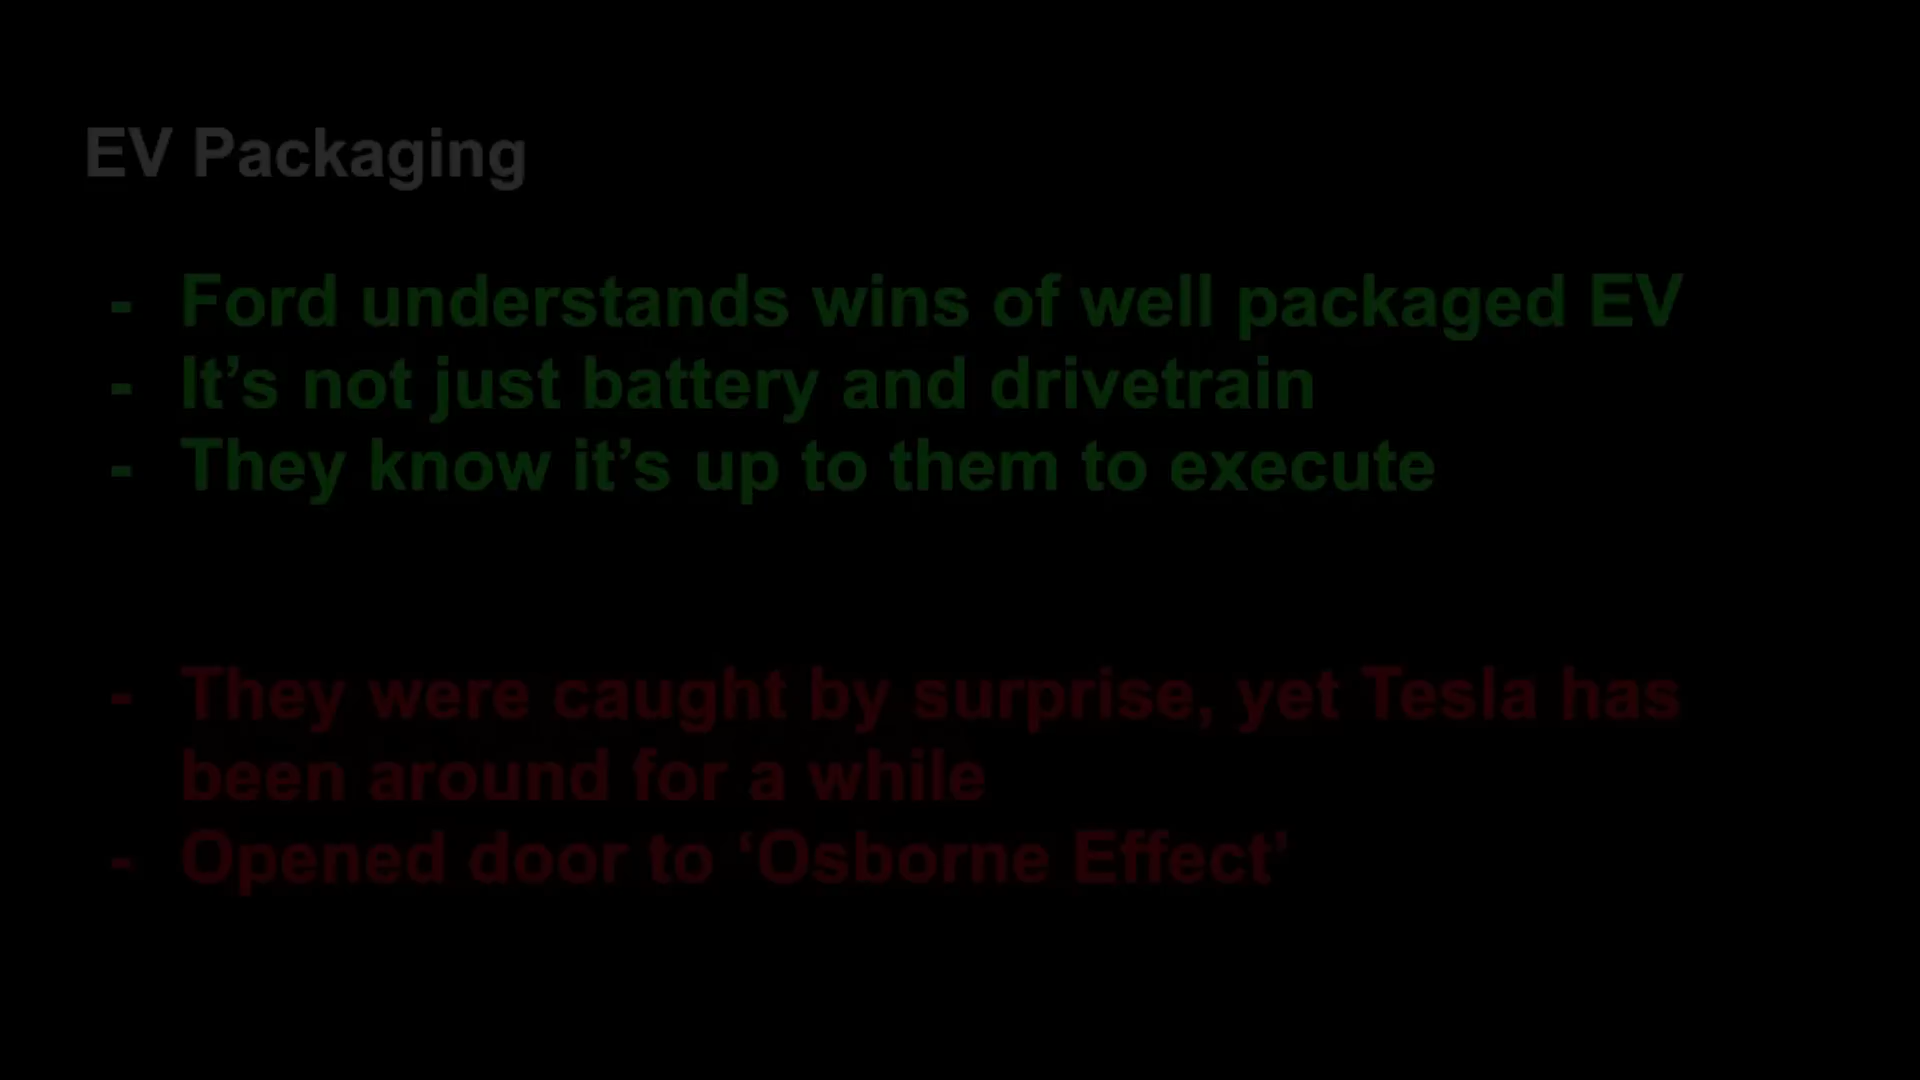 EV Packaging
- Ford understands wins of well packaged EV
- It’s not just battery and drivetrain
- They know it’s up to them to execute
- They were caught by surprise, yet Tesla has
been around for a while
- Opened door to ‘Osborne Effect’